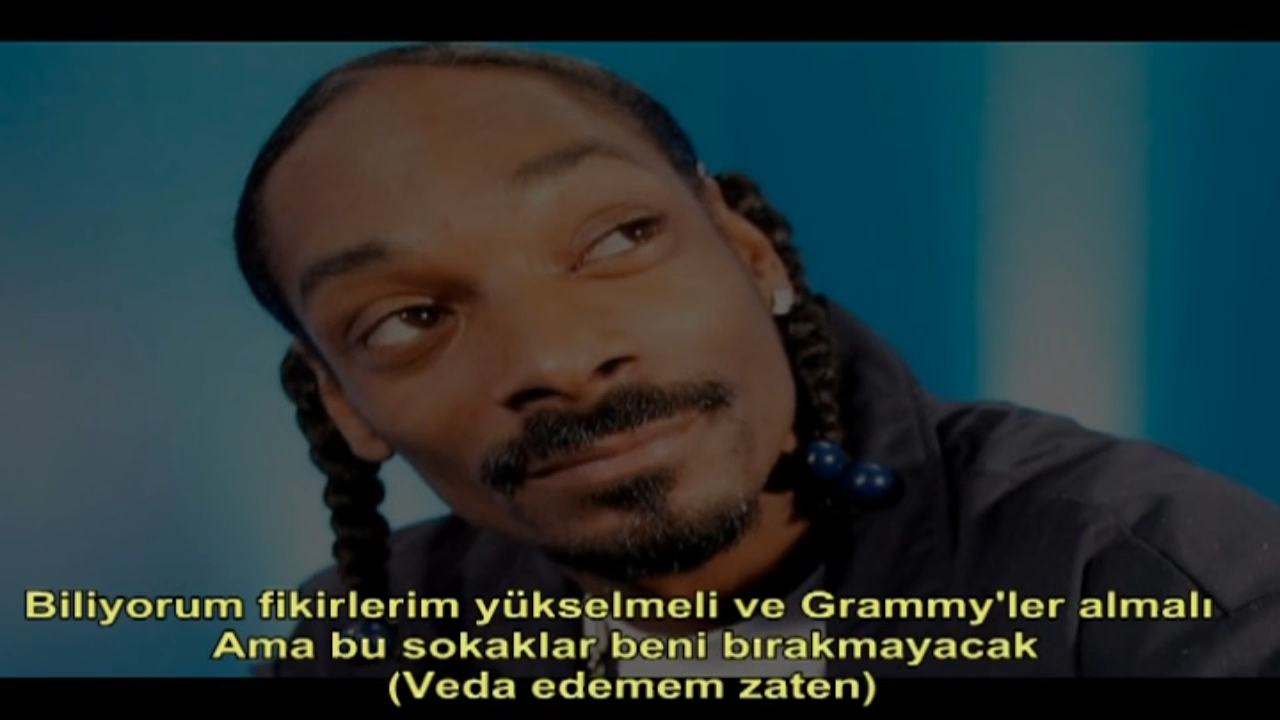 Biliyorum fikirlerim yükselmeli ve Grammy'ler almalı
Ama bu sokaklar beni bırakmayacak
(Veda edemem zaten)